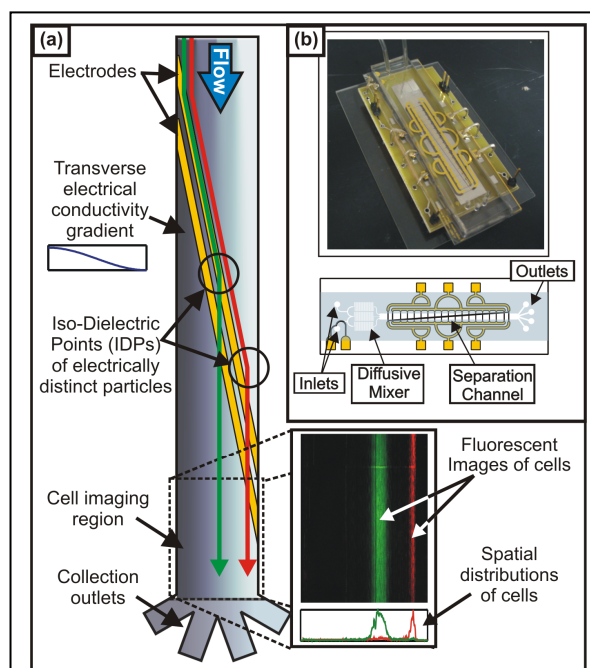 (a)
Flow
Electrodes
Transverse
electrical
conductivity
gradient
Iso-Dielectric
Points (IDPs)
of electrically
distinct particles
Cell imaging
region
Collection
outlets
(b)
Outlets
Inlets
Diffusive
Mixer
Separation
Channel
Fluorescent
Images of cells
Spatial
distributions
of cells